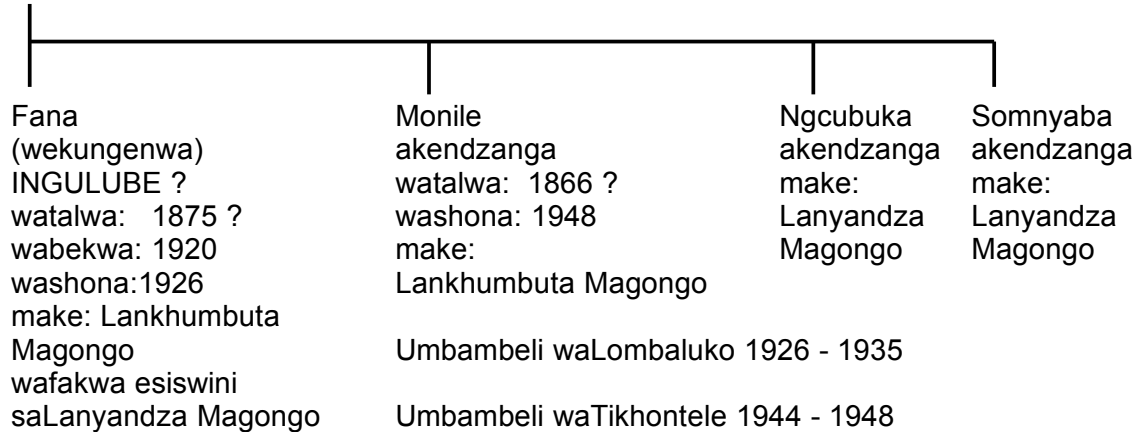 Fana
(wekungenwa)
INGULUBE ?
watalwa: 1875 ?
wabekwa: 1920
washona:1926
make: Lankhumbuta
Magongo
wafakwa esiswini
saLanyandza Magongo
Monile
akendzanga
watalwa: 1866 ?
washona: 1948
make:
Lankhumbuta Magongo
Umbambeli waLombaluko 1926 - 1935
Umbambeli waTikhontele 1944 - 1948
Ngcubuka
akendzanga
make:
Lanyandza
Magongo
Somnyaba
akendzanga
make:
Lanyandza
Magongo